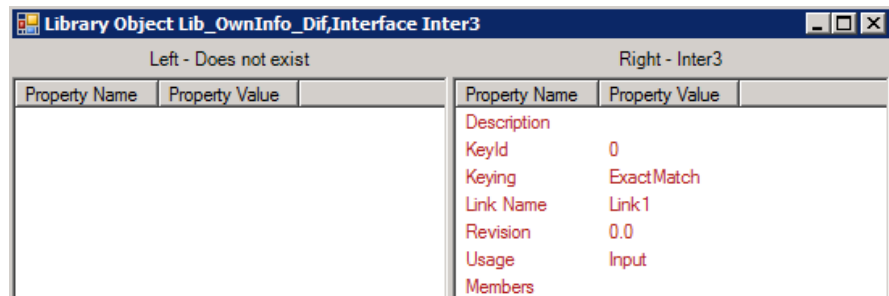 Library Object Lib_OwnInfo_Dif,Interface Inter3
Left - Does not exist
Right - Inter3
Property Name Property Value
Property Name Property Value
Description
KeyId 0
Keying ExactMatch
Link Name Link1
Revision 0.0
Usage Input
Members